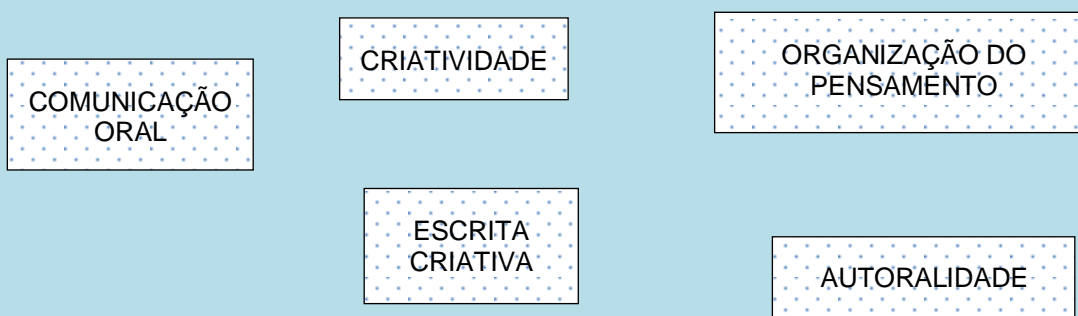 COMUNICAÇÃO
ORAL
CRIATIVIDADE
ORGANIZAÇÃO DO
PENSAMENTO
ESCRITA
CRIATIVA
AUTORALIDADE